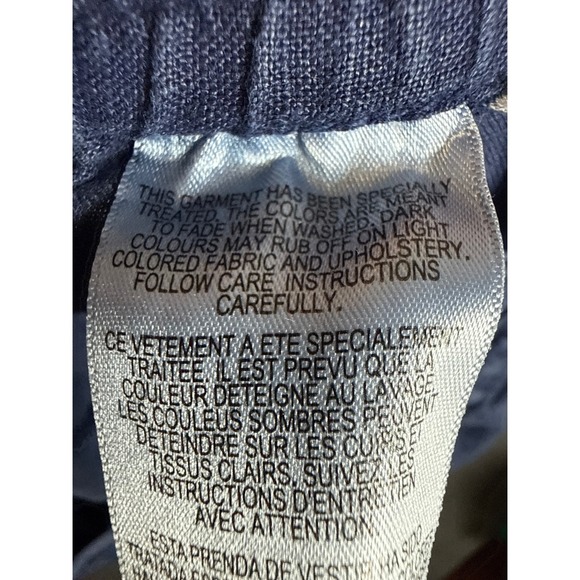 THIS GARMENT HAS BEEN SPECIALLY
TREATED. THE COLORS ARE MEANT
TO FADE WHEN WASHED. DARK
COLOURS MAY RUB OFF ON LIGHT
COLORED FABRIC AND UPHOLSTERY.
FOLLOW CARE INSTRUCTIONS
CAREFULLY.
CE VETEMENT A ETE SPECIALEMENT
TRAITEE. IL EST PREVU QUE LA
COULEUR DETEIGNE AU LAVAGE.
LES COULEUS SOMBRES PEUVENT
DETEINDRE SUR LES CUIRS ET
TISSUS CLAIRS, SUIVEZ LES
INSTRUCTIONS D'ENTRETIEN
AVEC ATTENTION.
ESTA PRENDA DE VESTIR HA SIDO
TRATADA